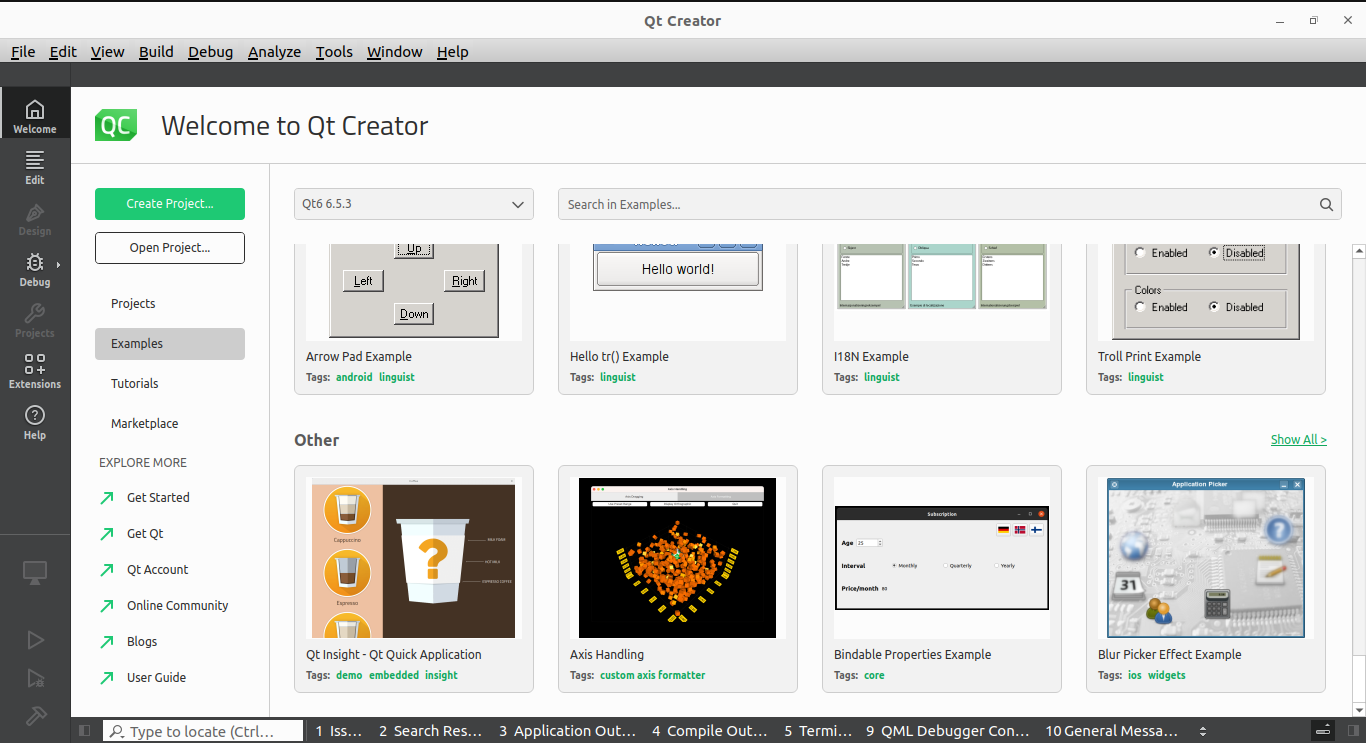 Qt Creator
File Edit View Build Debug Analyze Tools Window Help
Welcome
Edit
Design
Debug
Projects
Extensions
Help
QC
Welcome to Qt Creator
Create Project...
Open Project...
Projects
Examples
Tutorials
Marketplace
EXPLORE MORE
Get Started
Get Qt
Qt Account
Online Community
Blogs
User Guide
Qt6 6.5.3
Search in Examples...
Up
Left Right
Down
Arrow Pad Example
Tags: android linguist
Hello world!
Hello tr() Example
Tags: linguist
I18N Example
Tags: linguist
Enabled Disabled
Colors
Enabled Disabled
Troll Print Example
Tags: linguist
Other
Show All >
Cappuccino
Espresso
?
Qt Insight - Qt Quick Application
Tags: demo embedded insight
Axis Handling
Axis Handling
Tags: custom axis formatter
Subscription
Age 25
Interval Monthly Quarterly Yearly
Price/month 80
Bindable Properties Example
Tags: core
Application Picker
31
Blur Picker Effect Example
Tags: ios widgets
Type to locate (Ctrl...
1 Iss... 2 Search Res... 3 Application Out... 4 Compile Out... 5 Termi... 9 QML Debugger Con... 10 General Messa...